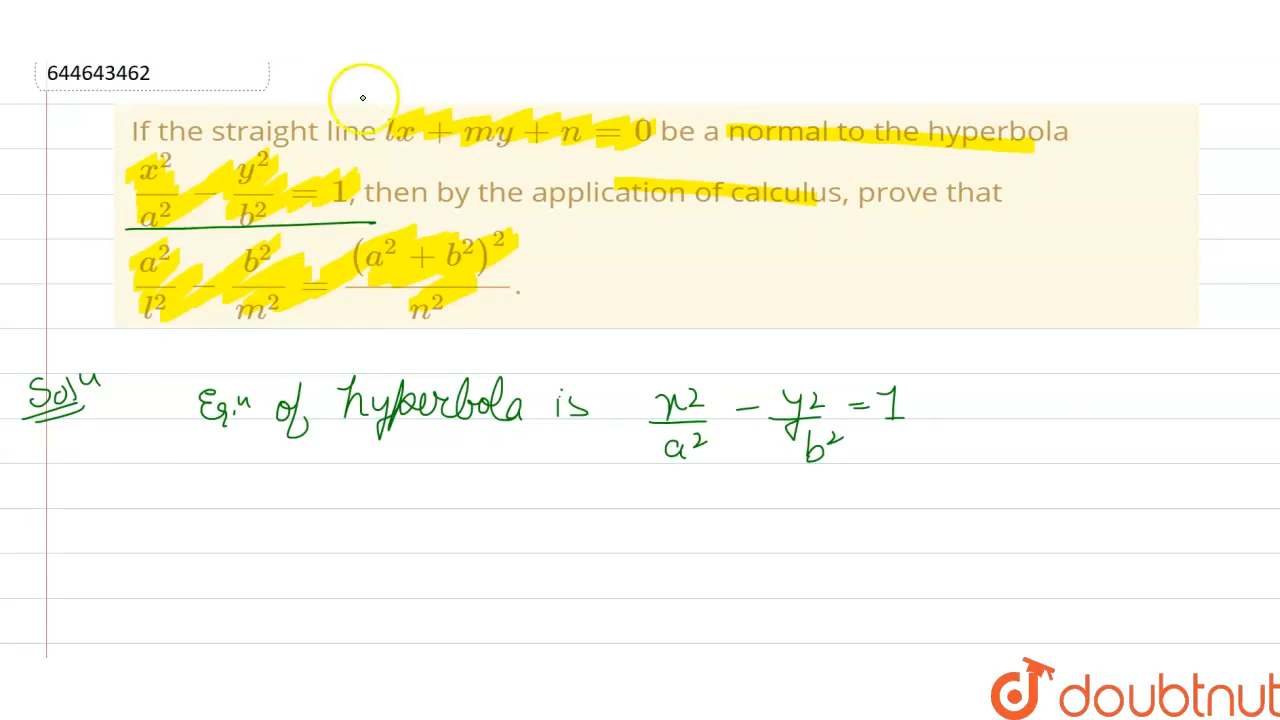 644643462
If the straight line lx + my + n = 0 be a normal to the hyperbola
x²/a² − y²/b² = 1, then by the application of calculus, prove that
a²/l² − b²/m² = (a² + b²)²/n².
Solⁿ Eq.ⁿ of hyperbola is x²/a² − y²/b² = 1
doubtnut